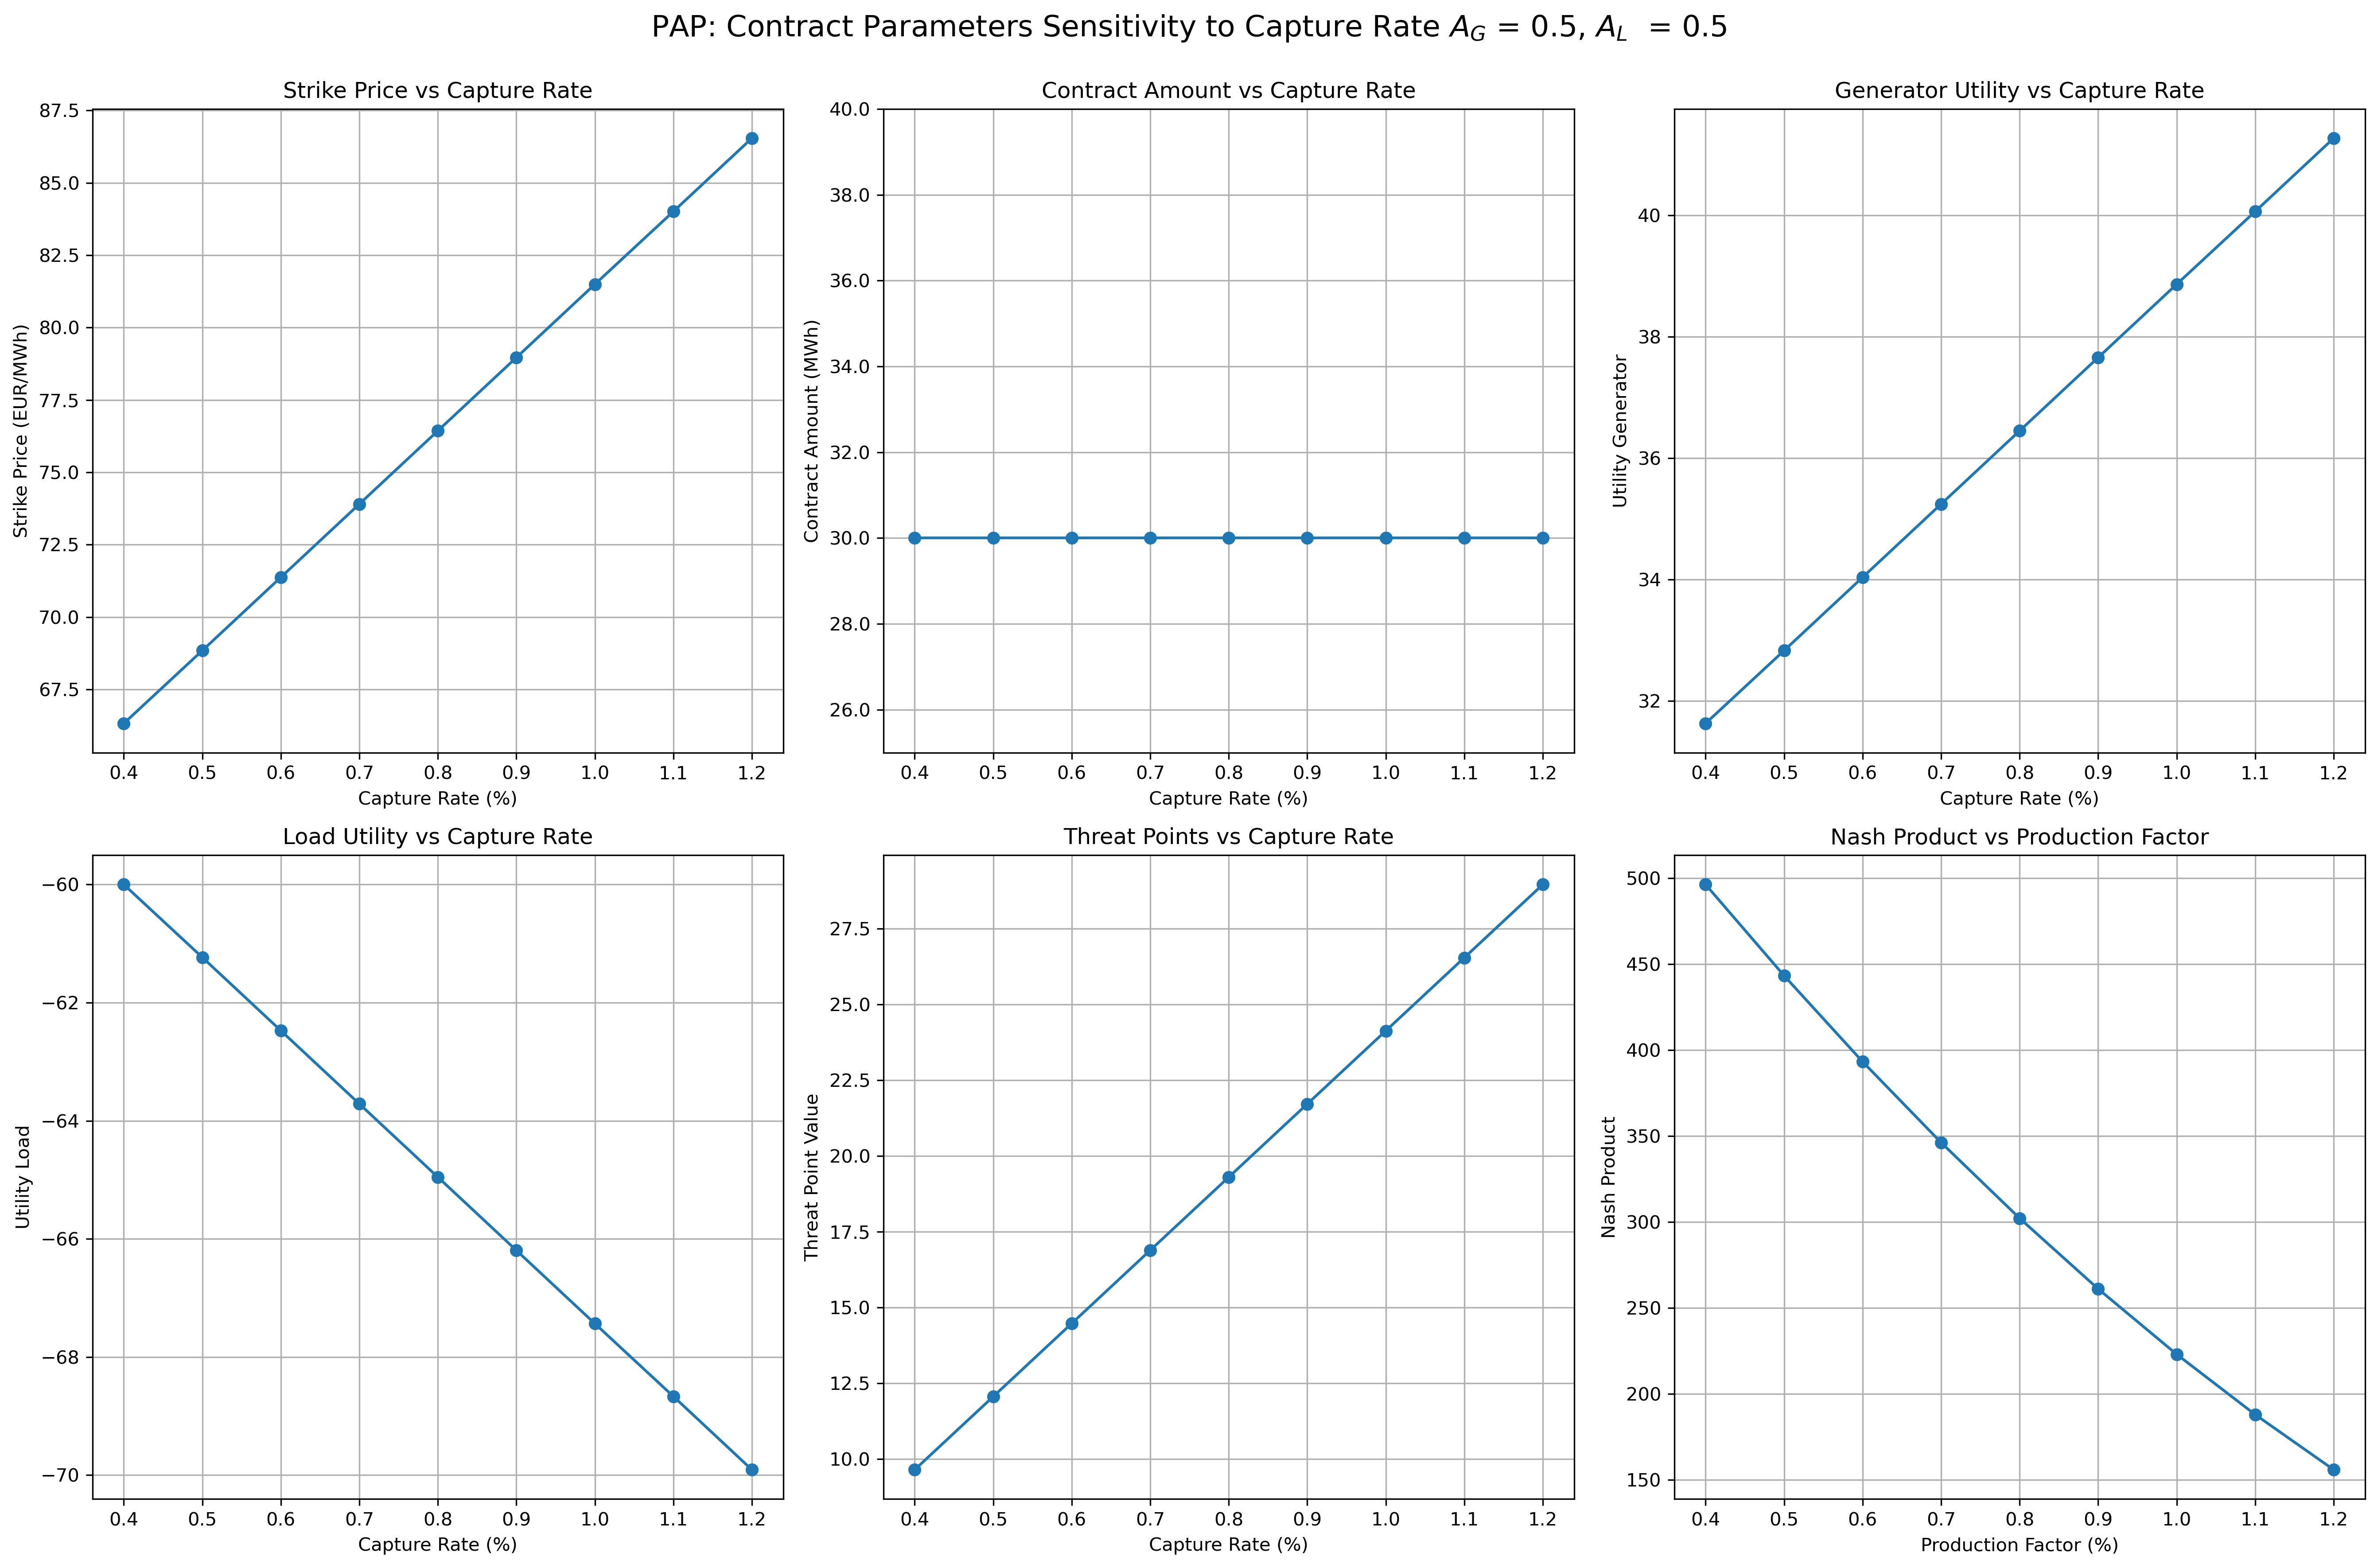 PAP: Contract Parameters Sensitivity to Capture Rate A_G = 0.5, A_L = 0.5
Strike Price vs Capture Rate
Strike Price (EUR/MWh)
87.5
85.0
82.5
80.0
77.5
75.0
72.5
70.0
67.5
0.4 0.5 0.6 0.7 0.8 0.9 1.0 1.1 1.2
Capture Rate (%)
Contract Amount vs Capture Rate
Contract Amount (MWh)
40.0
38.0
36.0
34.0
32.0
30.0
28.0
26.0
0.4 0.5 0.6 0.7 0.8 0.9 1.0 1.1 1.2
Capture Rate (%)
Generator Utility vs Capture Rate
Utility Generator
40
38
36
34
32
0.4 0.5 0.6 0.7 0.8 0.9 1.0 1.1 1.2
Capture Rate (%)
Load Utility vs Capture Rate
Utility Load
−60
−62
−64
−66
−68
−70
0.4 0.5 0.6 0.7 0.8 0.9 1.0 1.1 1.2
Capture Rate (%)
Threat Points vs Capture Rate
Threat Point Value
27.5
25.0
22.5
20.0
17.5
15.0
12.5
10.0
0.4 0.5 0.6 0.7 0.8 0.9 1.0 1.1 1.2
Capture Rate (%)
Nash Product vs Production Factor
Nash Product
500
450
400
350
300
250
200
150
0.4 0.5 0.6 0.7 0.8 0.9 1.0 1.1 1.2
Production Factor (%)